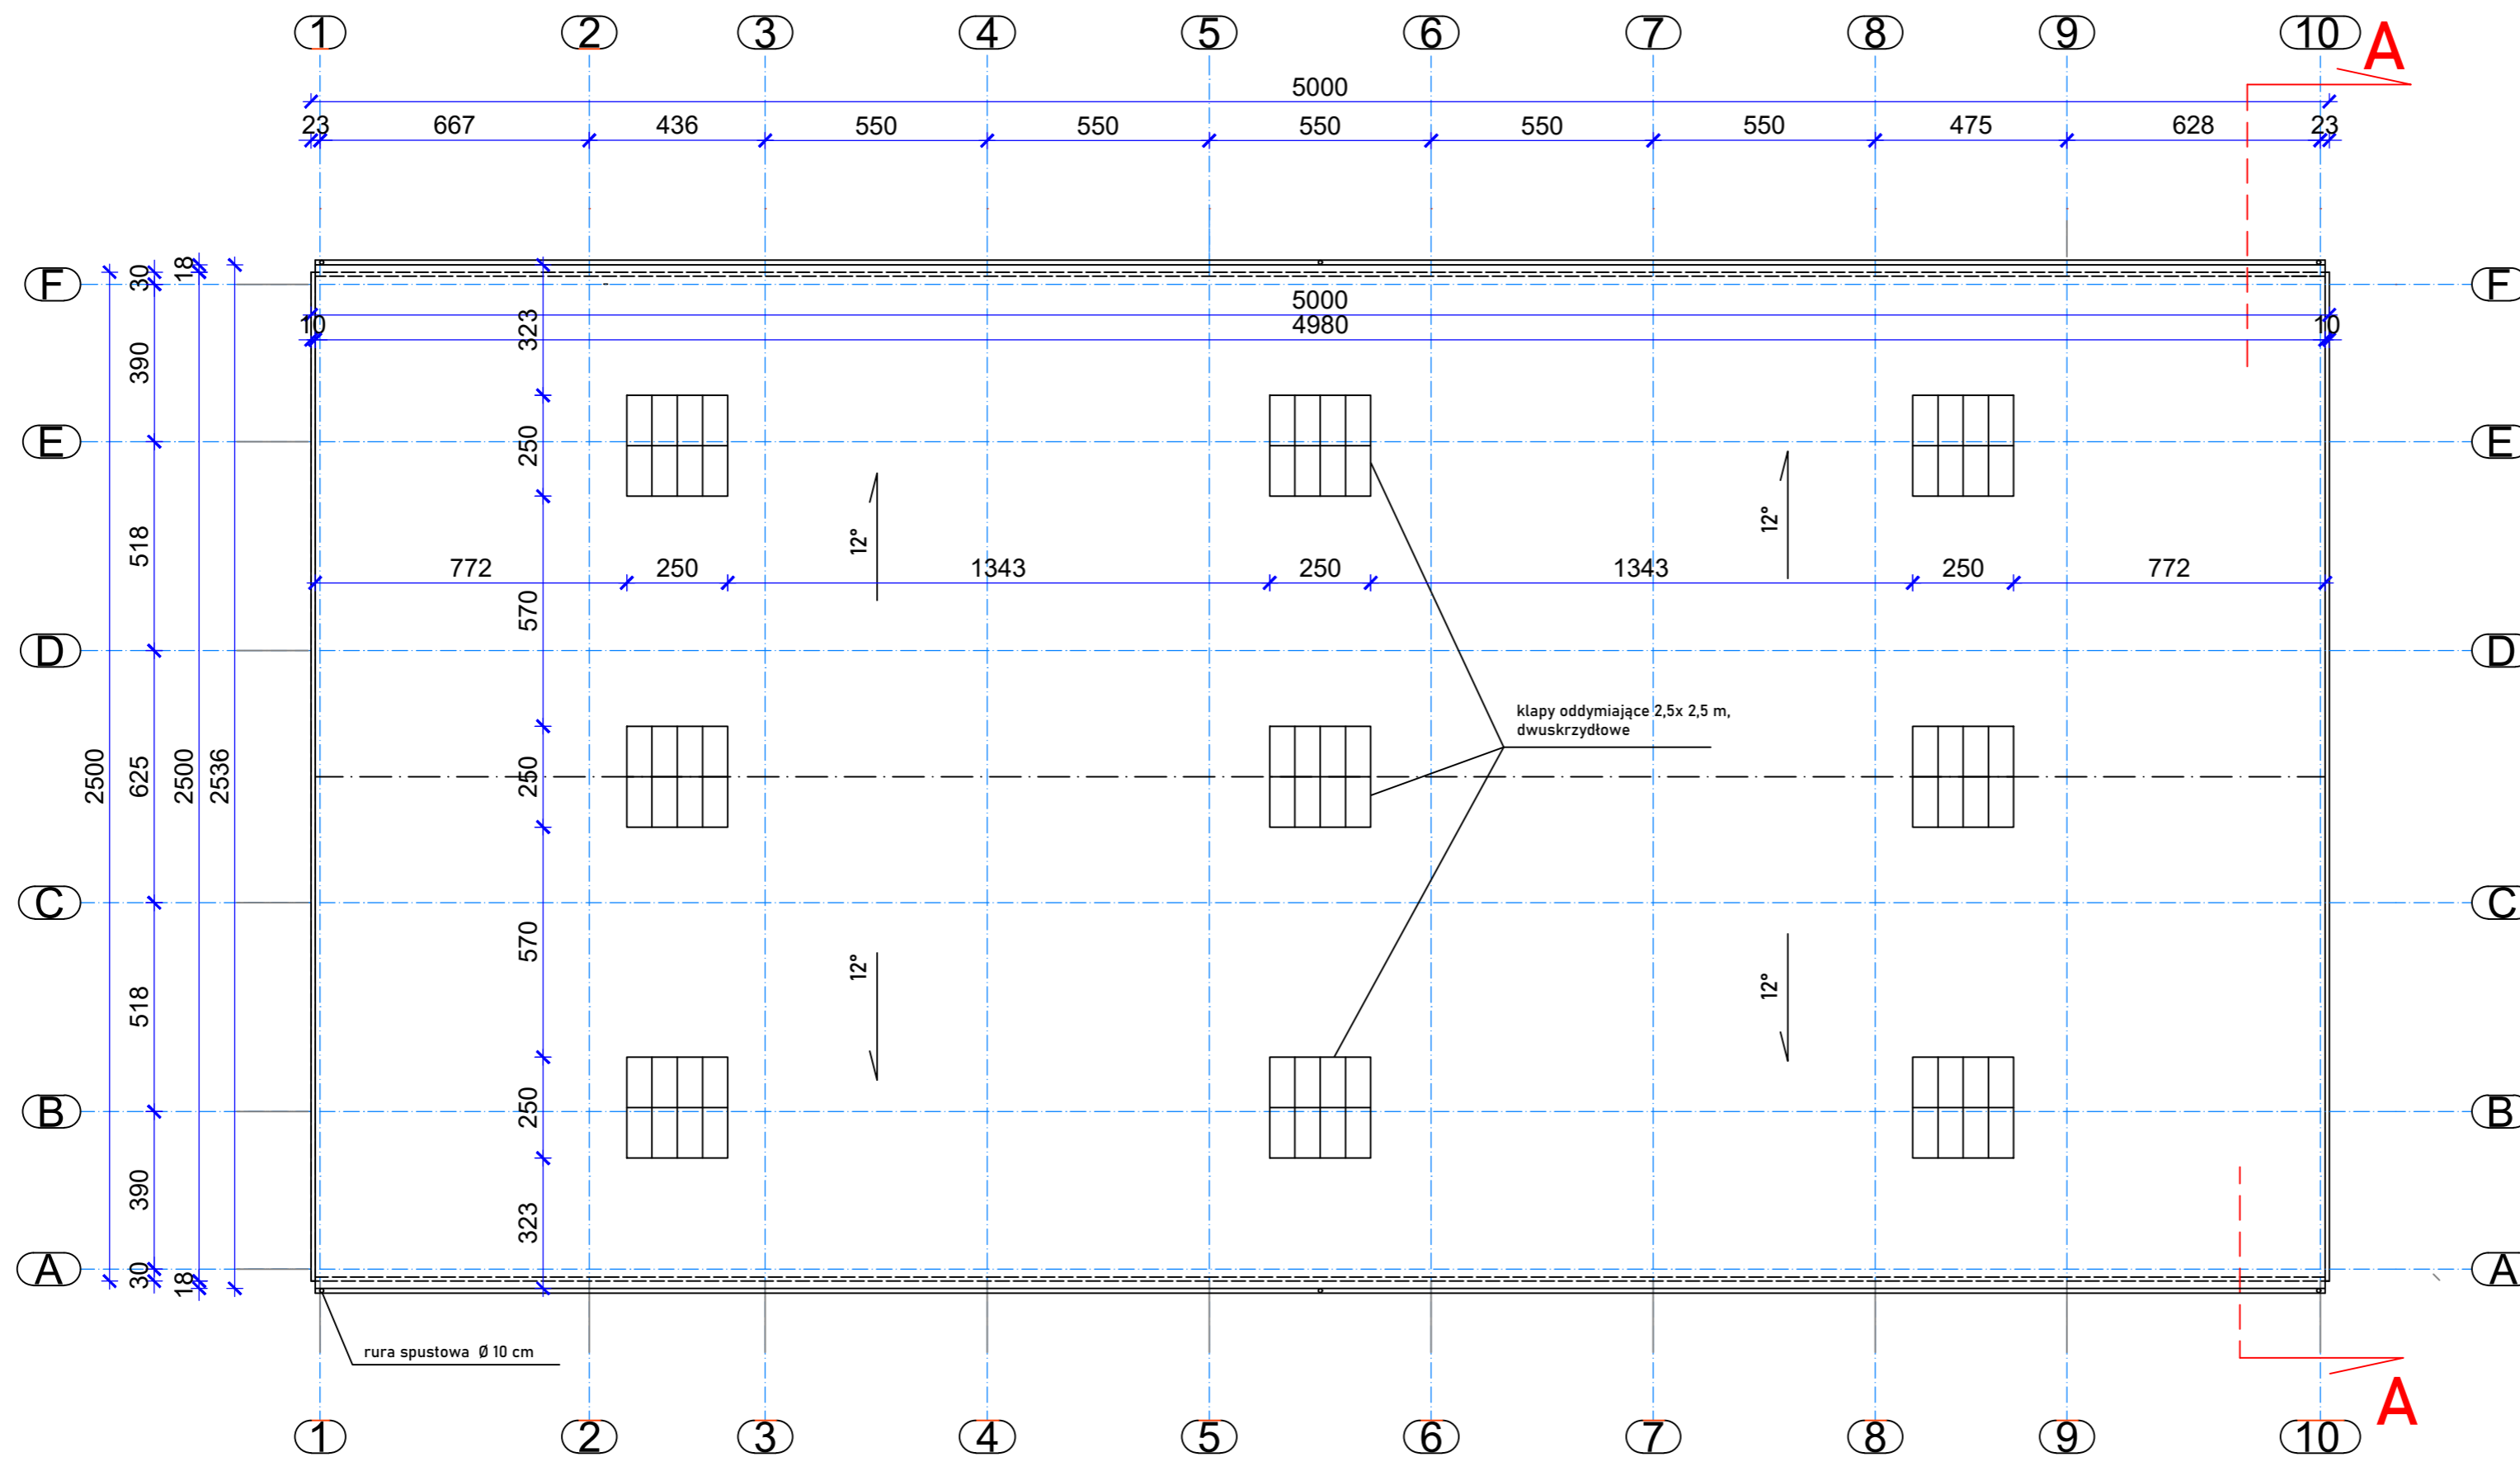 1 2 3 4 5 6 7 8 9 10
A
5000
23 667 436 550 550 550 550 550 475 628 23
F 30 18 F
5000
10 4980 10
390 323
E 250 E
518
772 250 1343 250 1343 250 772
12° 12°
570
D D
klapy oddymiające 2,5x 2,5 m,
dwuskrzydłowe
2500 625 2500 2536 250
C C
570
12° 12°
518
B 250 B
390 323
A 30 18 A
rura spustowa Ø 10 cm
A
1 2 3 4 5 6 7 8 9 10